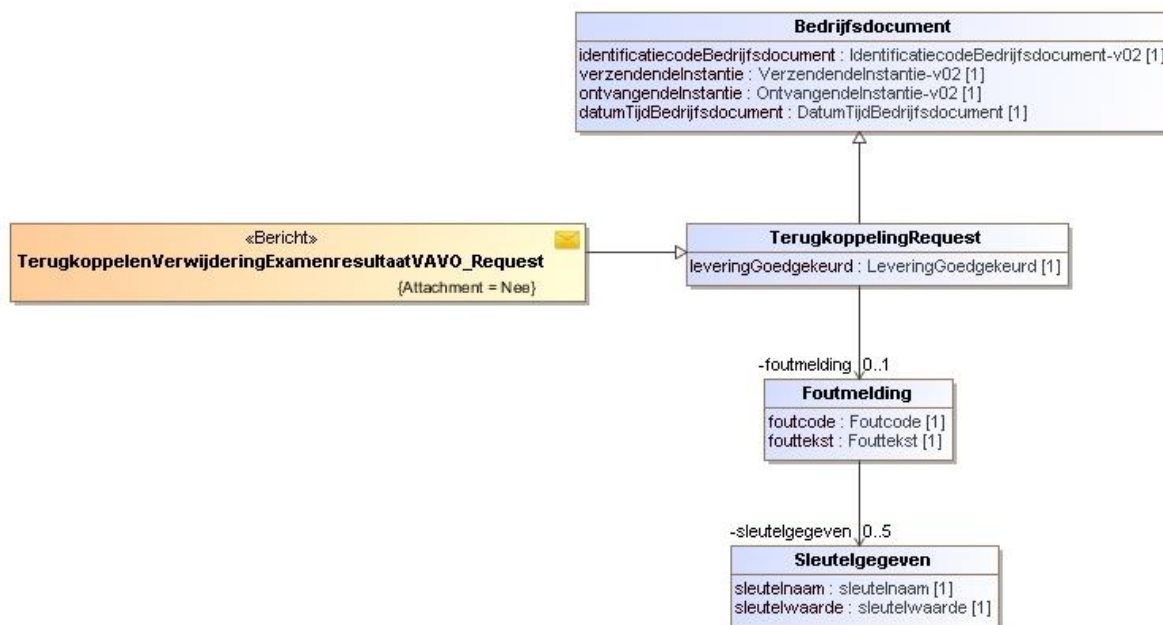 Bedrijfsdocument
identificatiecodeBedrijfsdocument : IdentificatiecodeBedrijfsdocument-v02 [1]
verzendendeInstantie : VerzendendeInstantie-v02 [1]
ontvangendeInstantie : OntvangendeInstantie-v02 [1]
datumTijdBedrijfsdocument : DatumTijdBedrijfsdocument [1]
«Bericht»
TerugkoppelenVerwijderingExamenresultaatVAVO_Request
{Attachment = Nee}
TerugkoppelingRequest
leveringGoedgekeurd : LeveringGoedgekeurd [1]
-foutmelding 0..1
Foutmelding
foutcode : Foutcode [1]
fouttekst : Fouttekst [1]
-sleutelgegeven 0..5
Sleutelgegeven
sleutelnaam : sleutelnaam [1]
sleutelwaarde : sleutelwaarde [1]